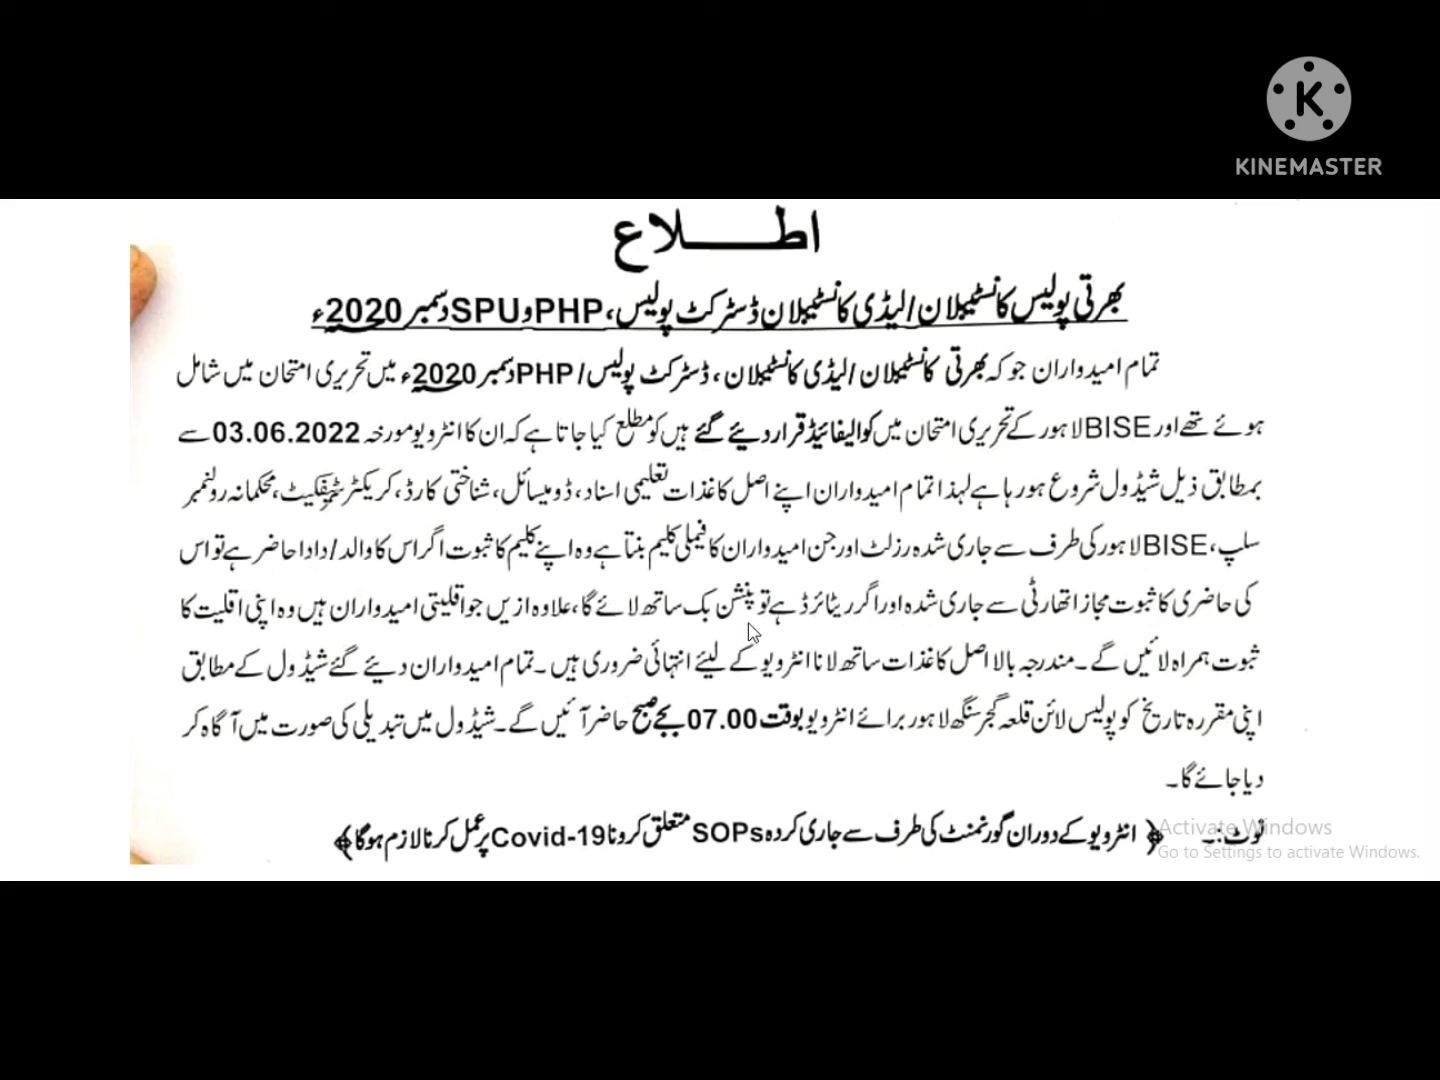 KINEMASTER
اطلاع
بھرتی پولیس کانسٹیبلان/لیڈی کانسٹیبلان ڈسٹرکٹ پولیس، PHP و SPU دسمبر 2020ء
تمام امیدواران جو کہ بھرتی کانسٹیبلان/لیڈی کانسٹیبلان، ڈسٹرکٹ پولیس/PHP دسمبر 2020ء میں تحریری امتحان میں شامل
ہوئے تھے اور BISE لاہور کے تحریری امتحان میں کوالیفائیڈ قرار دیئے گئے ہیں کو مطلع کیا جاتا ہے کہ ان کا انٹرویو مورخہ 03.06.2022 سے
بمطابق ذیل شیڈول شروع ہو رہا ہے لہذا تمام امیدواران اپنے اصل کاغذات تعلیمی اسناد، ڈومیسائل، شناختی کارڈ، کریکٹر سرٹیفکیٹ، محکمانہ رولنمبر
سلپ، BISE لاہور کی طرف سے جاری شدہ رزلٹ اور جن امیدواران کا فیملی کلیم بنتا ہے وہ اپنے کلیم کا ثبوت اگر اس کا والد/دادا حاضر ہے تو اس
کی حاضری کا ثبوت مجاز اتھارٹی سے جاری شدہ اور اگر ریٹائرڈ ہے تو پنشن بک ساتھ لائے گا، علاوہ ازیں جو اقلیتی امیدواران ہیں وہ اپنی اقلیت کا
ثبوت ہمراہ لائیں گے۔ مندرجہ بالا اصل کاغذات ساتھ لانا انٹرویو کے لیئے انتہائی ضروری ہیں۔ تمام امیدواران دیئے گئے شیڈول کے مطابق
اپنی مقررہ تاریخ کو پولیس لائن قلعہ گجر سنگھ لاہور برائے انٹرویو بوقت 07.00 بجے صبح حاضر آئیں گے۔ شیڈول میں تبدیلی کی صورت میں آگاہ کر
دیا جائے گا۔
نوٹ:۔ ﴿انٹرویو کے دوران گورنمنٹ کی طرف سے جاری کردہ SOPs متعلق کرونا Covid-19 پر عمل کرنا لازم ہوگا﴾
Activate Windows
Go to Settings to activate Windows.